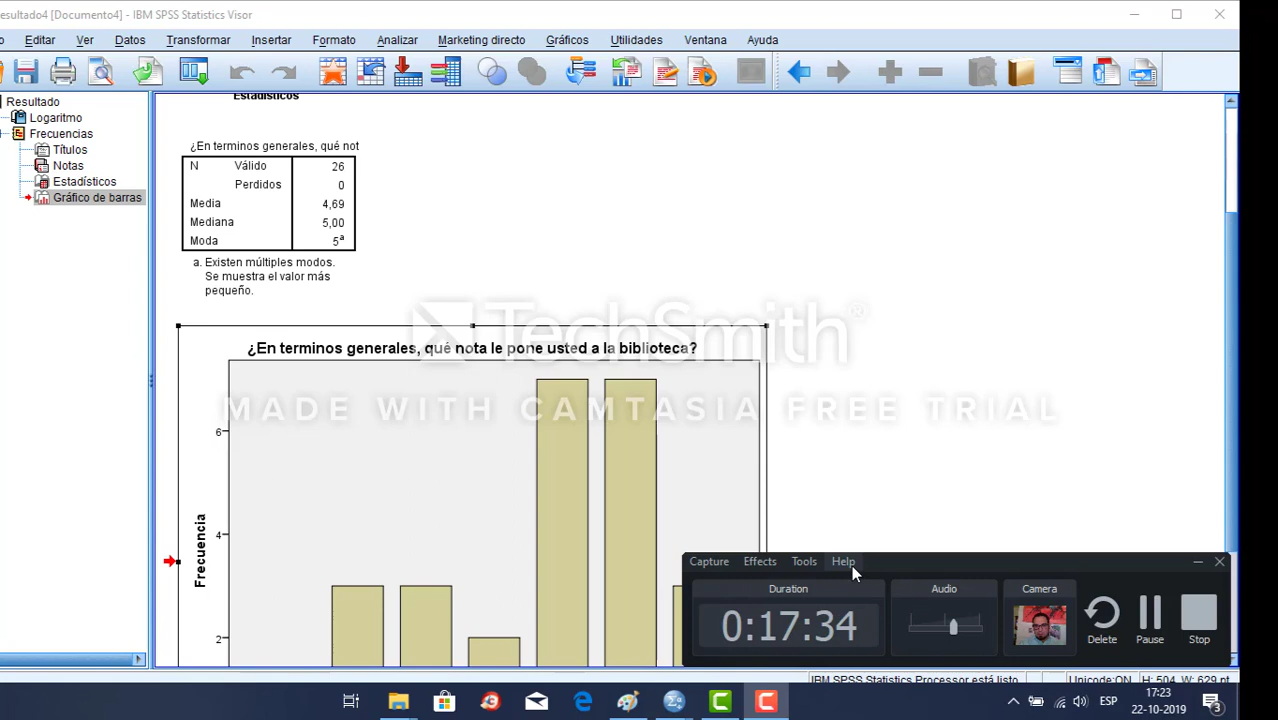 esultado4 [Documento4] - IBM SPSS Statistics Visor
Editar Ver Datos Transformar Insertar Formato Analizar Marketing directo Gráficos Utilidades Ventana Ayuda
Resultado
Logaritmo
Frecuencias
Títulos
Notas
Estadísticos
Gráfico de barras
Estadísticos
¿En terminos generales, qué not
N Válido 26
Perdidos 0
Media 4,69
Mediana 5,00
Moda 5a
a. Existen múltiples modos.
Se muestra el valor más
pequeño.
TechSmith®
MADE WITH CAMTASIA FREE TRIAL
¿En terminos generales, qué nota le pone usted a la biblioteca?
6
4
2
Frecuencia
Capture Effects Tools Help
Duration Audio Camera
0:17:34
Delete Pause Stop
IBM SPSS Statistics Processor está listo
Unicode:ON H: 504, W: 629 pt
ESP
17:23
22-10-2019
3